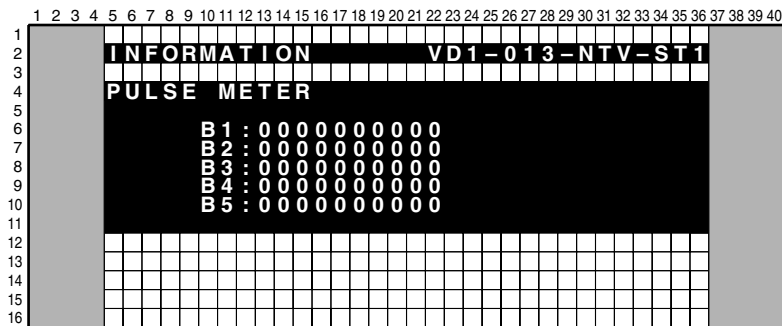 1 2 3 4 5 6 7 8 9 10 11 12 13 14 15 16 17 18 19 20 21 22 23 24 25 26 27 28 29 30 31 32 33 34 35 36 37 38 39 40
1
2 INFORMATION VD1-013-NTV-ST1
3
4 PULSE METER
5
6 B1:0000000000
7 B2:0000000000
8 B3:0000000000
9 B4:0000000000
10 B5:0000000000
11
12
13
14
15
16